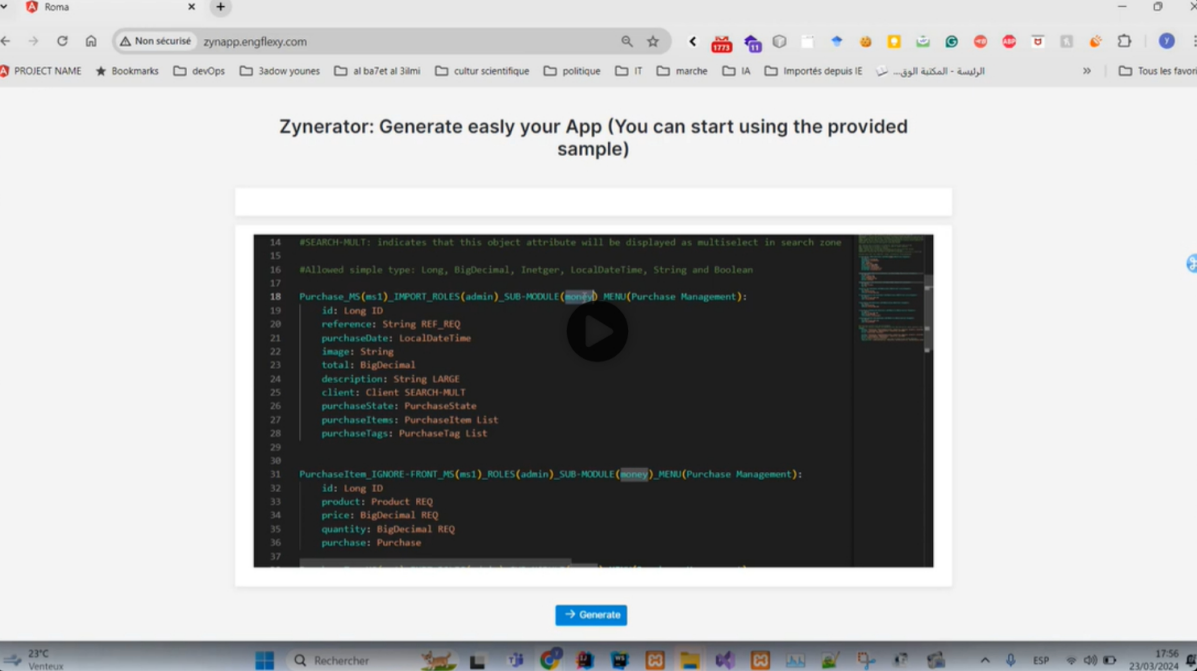 Roma
Non sécurisé zynapp.engflexy.com
1773
11
Y
PROJECT NAME Bookmarks devOps 3adow younes al ba7et al 3ilmi cultur scientifique politique IT marche IA Importés depuis IE الرئيسة - المكتبة الوق... » Tous les favori
Zynerator: Generate easly your App (You can start using the provided
sample)
14 #SEARCH-MULT: indicates that this object attribute will be displayed as multiselect in search zone
15
16 #Allowed simple type: Long, BigDecimal, Inetger, LocalDateTime, String and Boolean
17
18 Purchase_MS(ms1)_IMPORT_ROLES(admin)_SUB-MODULE(money)_MENU(Purchase Management):
19 id: Long ID
20 reference: String REF_REQ
21 purchaseDate: LocalDateTime
22 image: String
23 total: BigDecimal
24 description: String LARGE
25 client: Client SEARCH-MULT
26 purchaseState: PurchaseState
27 purchaseItems: PurchaseItem List
28 purchaseTags: PurchaseTag List
29
30
31 PurchaseItem_IGNORE-FRONT_MS(ms1)_ROLES(admin)_SUB-MODULE(money)_MENU(Purchase Management):
32 id: Long ID
33 product: Product REQ
34 price: BigDecimal REQ
35 quantity: BigDecimal REQ
36 purchase: Purchase
37
→ Generate
23°C
Venteux
Rechercher
ESP
17:56
23/03/2024